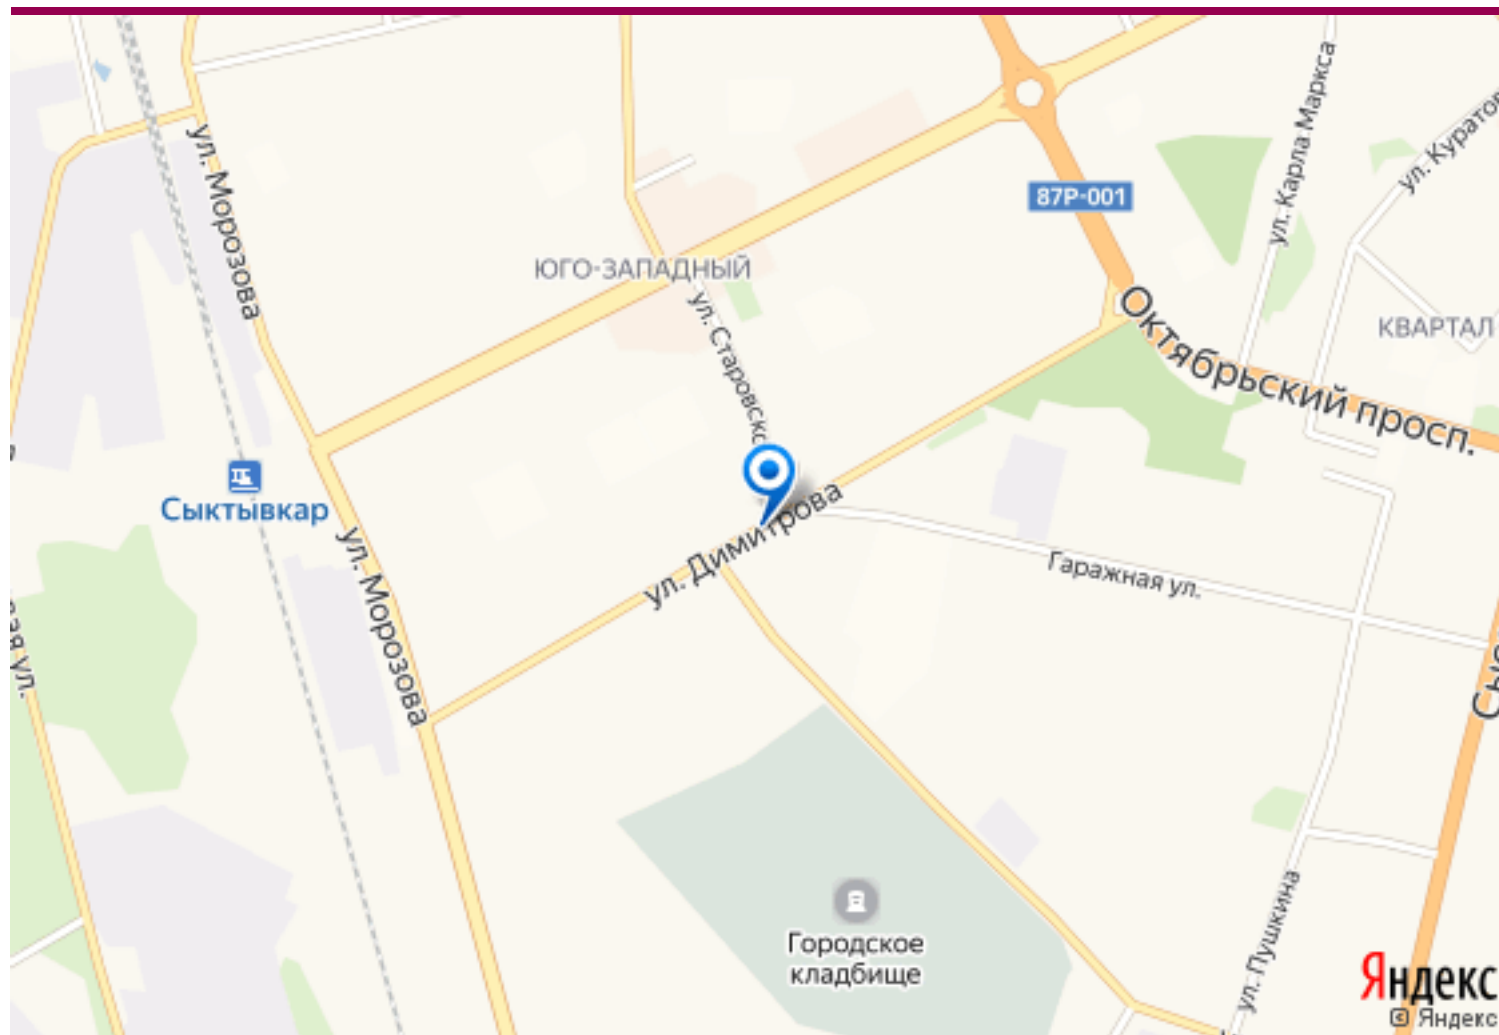 ул. Морозова
87Р-001
ул. Карла Маркса
ЮГО-ЗАПАДНЫЙ
ул. Старовско
Октябрьский просп.
КВАРТАЛ
Сыктывкар
ул. Морозова
ул. Димитрова
Гаражная ул.
ул.
Городское
кладбище
ул. Пушкина
Яндекс
© Яндекс